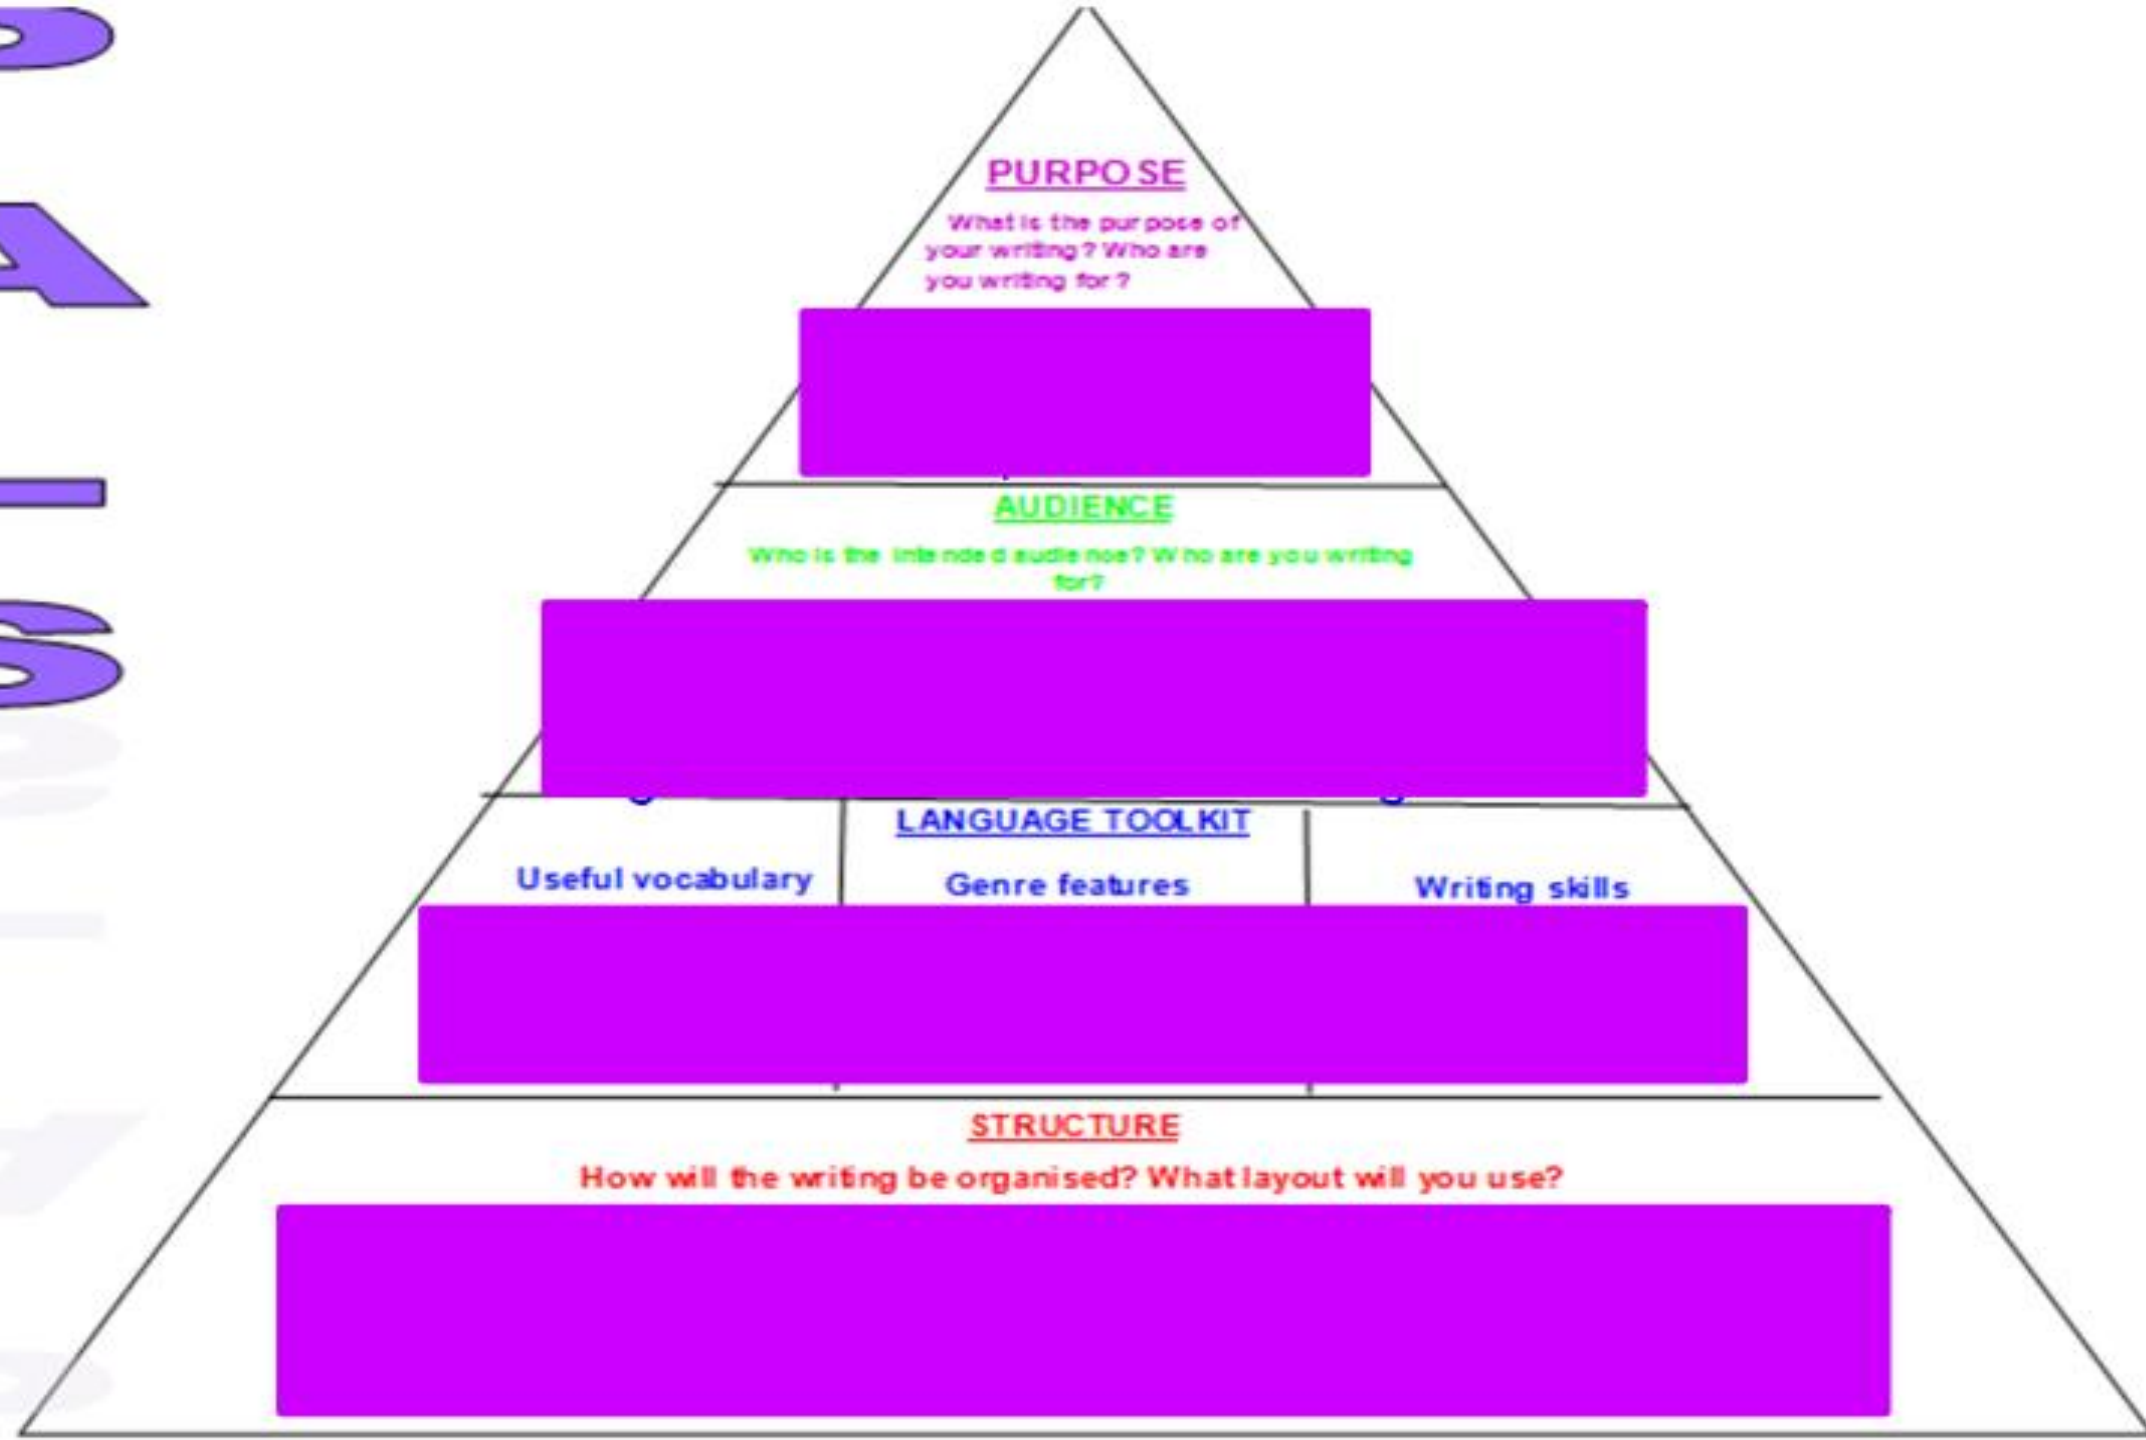 P
A
L
S
PURPOSE
What is the purpose of
your writing? Who are
you writing for?
AUDIENCE
Who is the intended audience? Who are you writing
for?
LANGUAGE TOOLKIT
Useful vocabulary
Genre features
Writing skills
STRUCTURE
How will the writing be organised? What layout will you use?